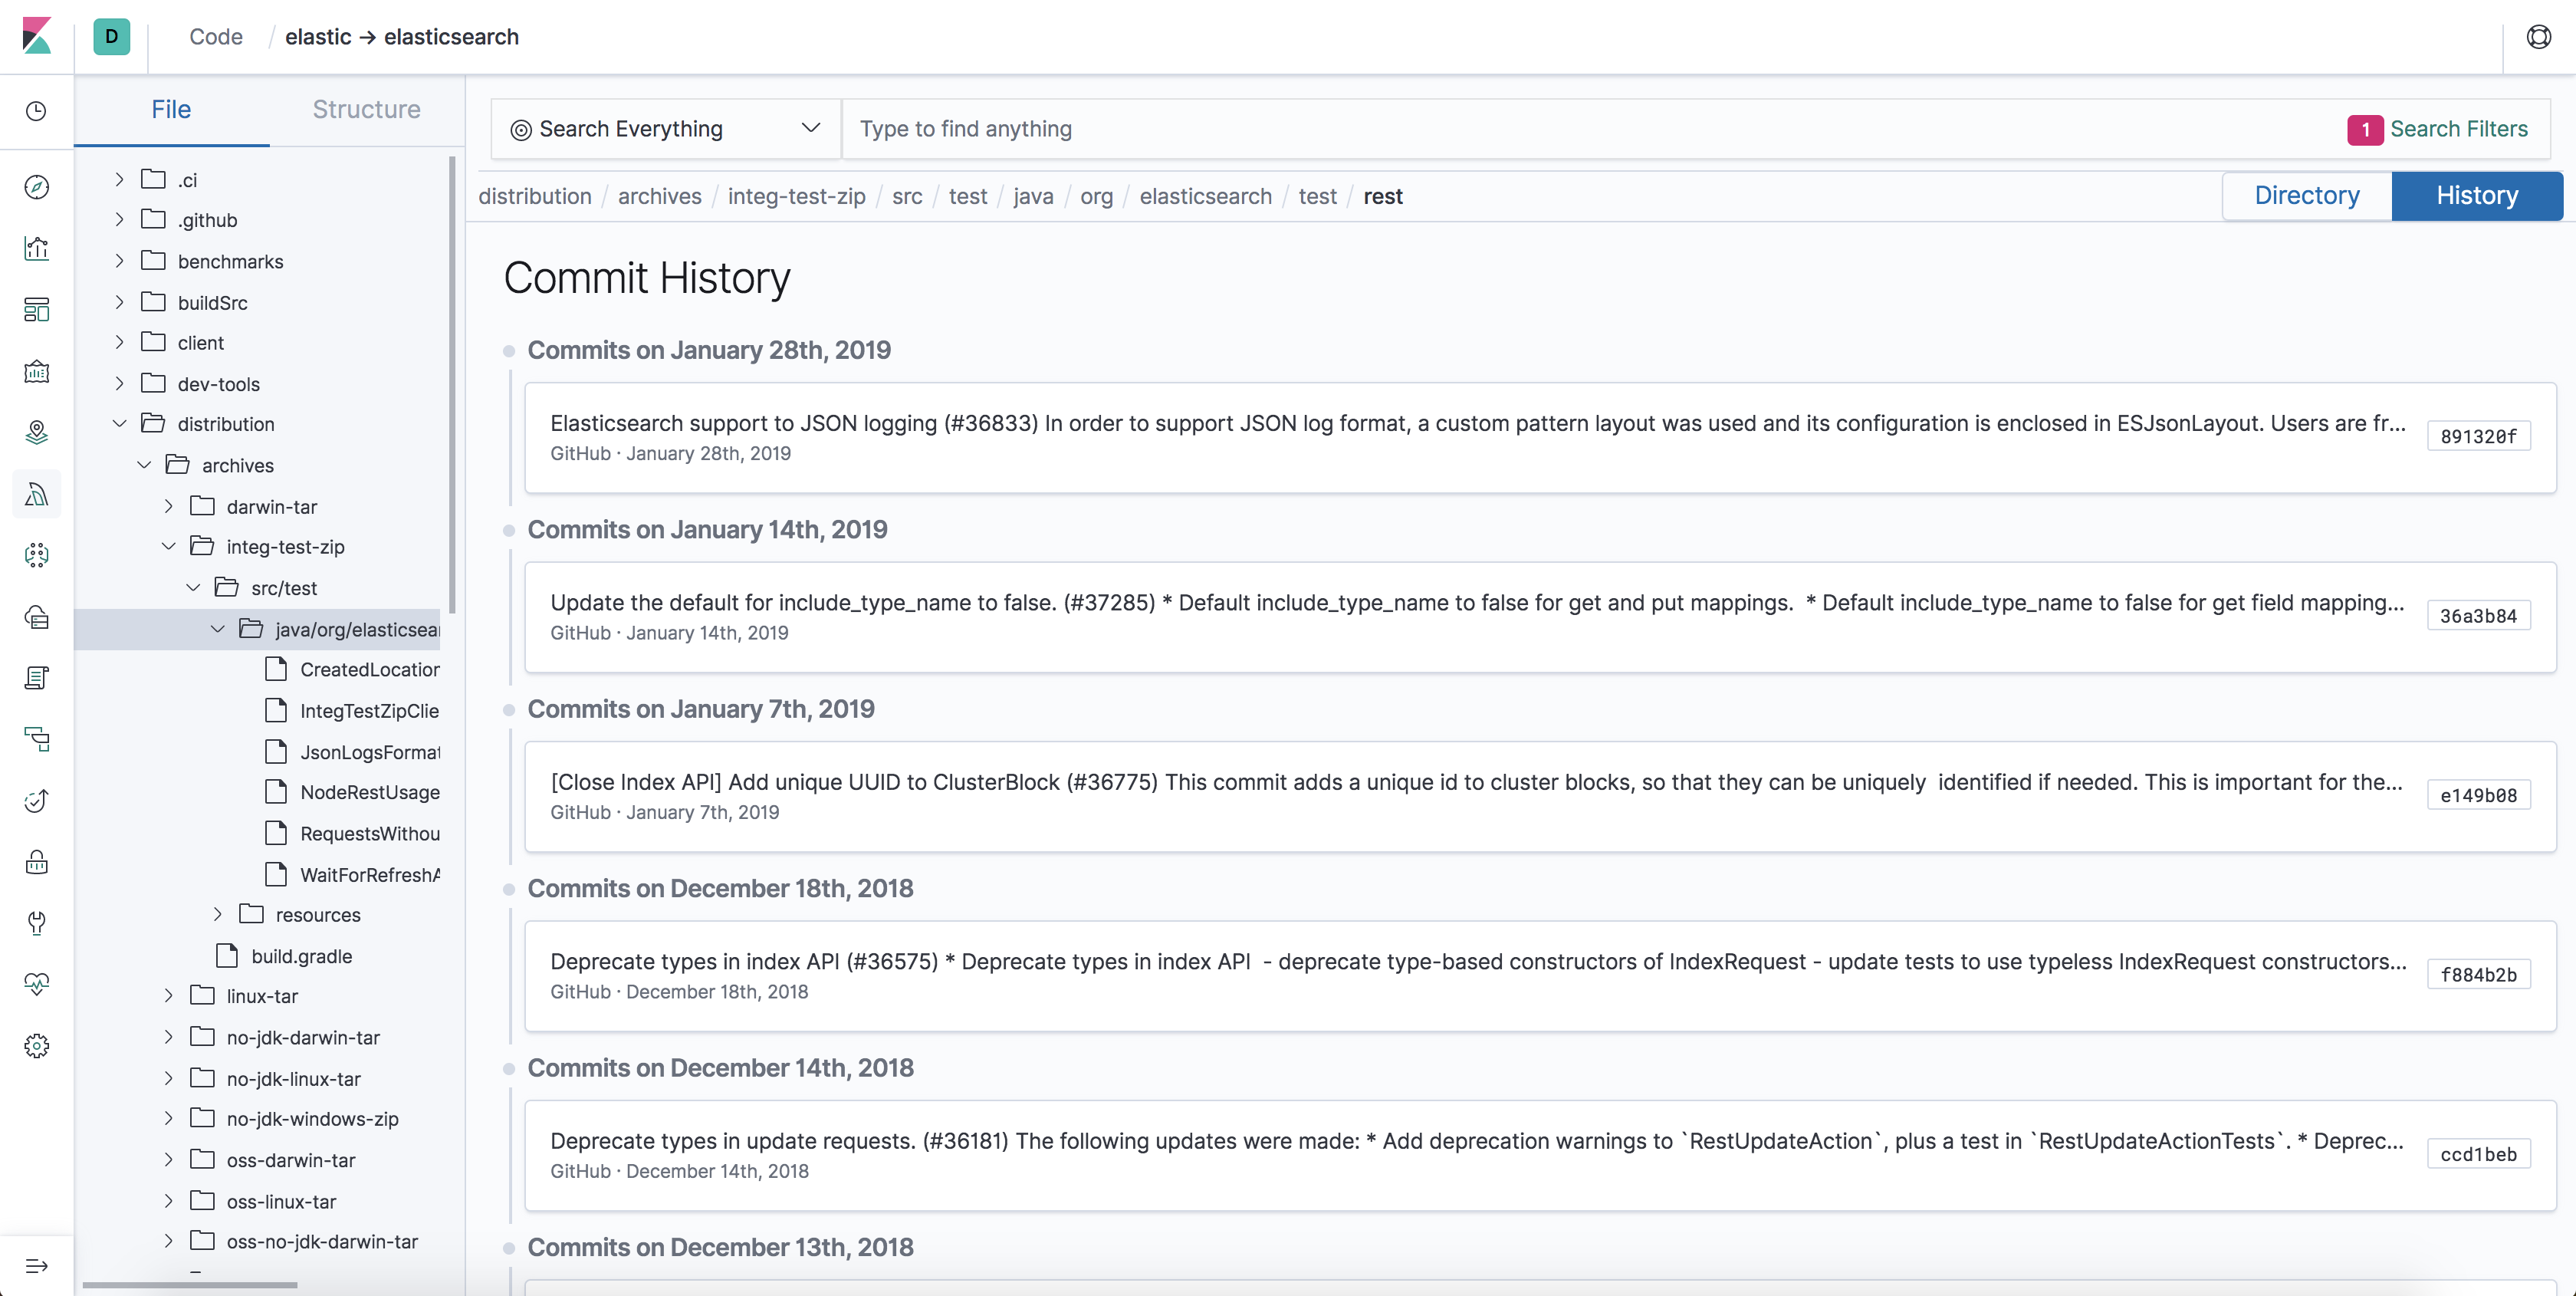 D
Code / elastic → elasticsearch
File Structure
.ci
.github
benchmarks
buildSrc
client
dev-tools
distribution
archives
darwin-tar
integ-test-zip
src/test
java/org/elasticsear
CreatedLocation
IntegTestZipClie
JsonLogsFormat
NodeRestUsage
RequestsWithou
WaitForRefreshA
resources
build.gradle
linux-tar
no-jdk-darwin-tar
no-jdk-linux-tar
no-jdk-windows-zip
oss-darwin-tar
oss-linux-tar
oss-no-jdk-darwin-tar
Search Everything
Type to find anything
1 Search Filters
distribution / archives / integ-test-zip / src / test / java / org / elasticsearch / test / rest
Directory History
Commit History
Commits on January 28th, 2019
Elasticsearch support to JSON logging (#36833) In order to support JSON log format, a custom pattern layout was used and its configuration is enclosed in ESJsonLayout. Users are fr...
GitHub · January 28th, 2019
891320f
Commits on January 14th, 2019
Update the default for include_type_name to false. (#37285) * Default include_type_name to false for get and put mappings. * Default include_type_name to false for get field mapping...
GitHub · January 14th, 2019
36a3b84
Commits on January 7th, 2019
[Close Index API] Add unique UUID to ClusterBlock (#36775) This commit adds a unique id to cluster blocks, so that they can be uniquely identified if needed. This is important for the...
GitHub · January 7th, 2019
e149b08
Commits on December 18th, 2018
Deprecate types in index API (#36575) * Deprecate types in index API - deprecate type-based constructors of IndexRequest - update tests to use typeless IndexRequest constructors...
GitHub · December 18th, 2018
f884b2b
Commits on December 14th, 2018
Deprecate types in update requests. (#36181) The following updates were made: * Add deprecation warnings to `RestUpdateAction`, plus a test in `RestUpdateActionTests`. * Deprec...
GitHub · December 14th, 2018
ccd1beb
Commits on December 13th, 2018